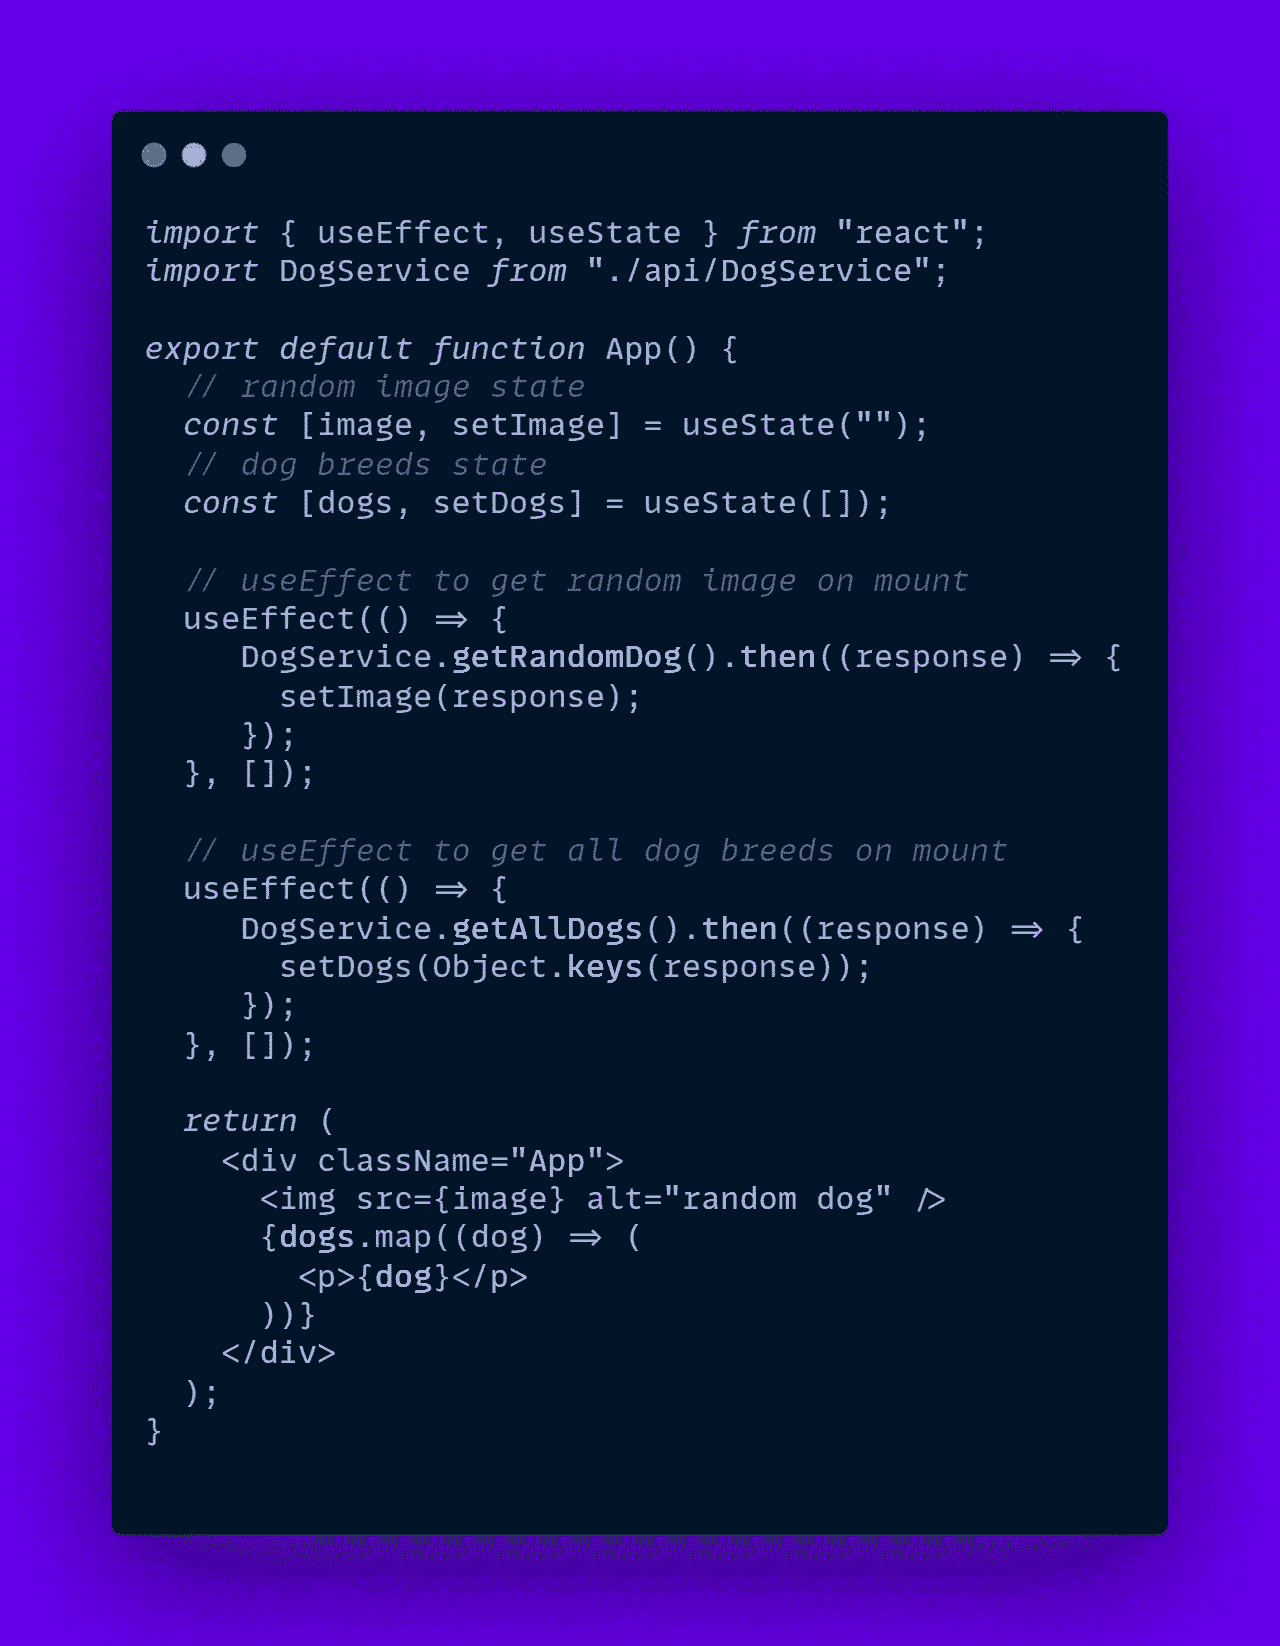 import { useEffect, useState } from "react";
import DogService from "./api/DogService";
export default function App() {
// random image state
const [image, setImage] = useState("");
// dog breeds state
const [dogs, setDogs] = useState([]);
// useEffect to get random image on mount
useEffect(() => {
DogService.getRandomDog().then((response) => {
setImage(response);
});
}, []);
// useEffect to get all dog breeds on mount
useEffect(() => {
DogService.getAllDogs().then((response) => {
setDogs(Object.keys(response));
});
}, []);
return (
<div className="App">
<img src={image} alt="random dog" />
{dogs.map((dog) => (
<p>{dog}</p>
))}
</div>
);
}